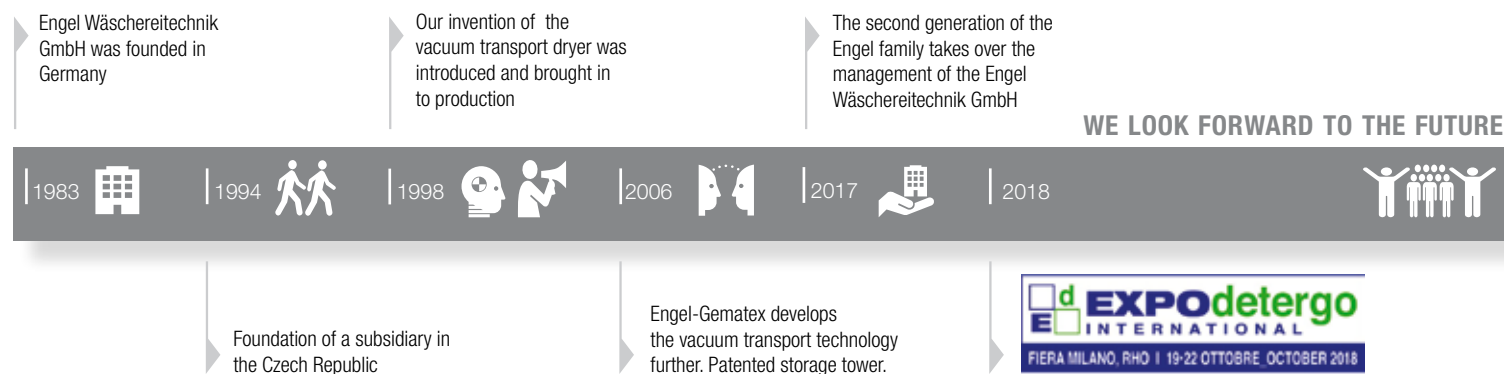 Engel Wäschereitechnik
GmbH was founded in
Germany
Our invention of  the
vacuum transport dryer was
introduced and brought in
to production
The second generation of the
Engel family takes over the
management of the Engel
Wäschereitechnik GmbH
WE LOOK FORWARD TO THE FUTURE
1983
1994
1998
2006
2017
2018
Foundation of a subsidiary in
the Czech Republic
Engel-Gematex develops
the vacuum transport technology
further. Patented storage tower.
d
E
EXPOdetergo
INTERNATIONAL
FIERA MILANO, RHO I 19-22 OTTOBRE_OCTOBER 2018